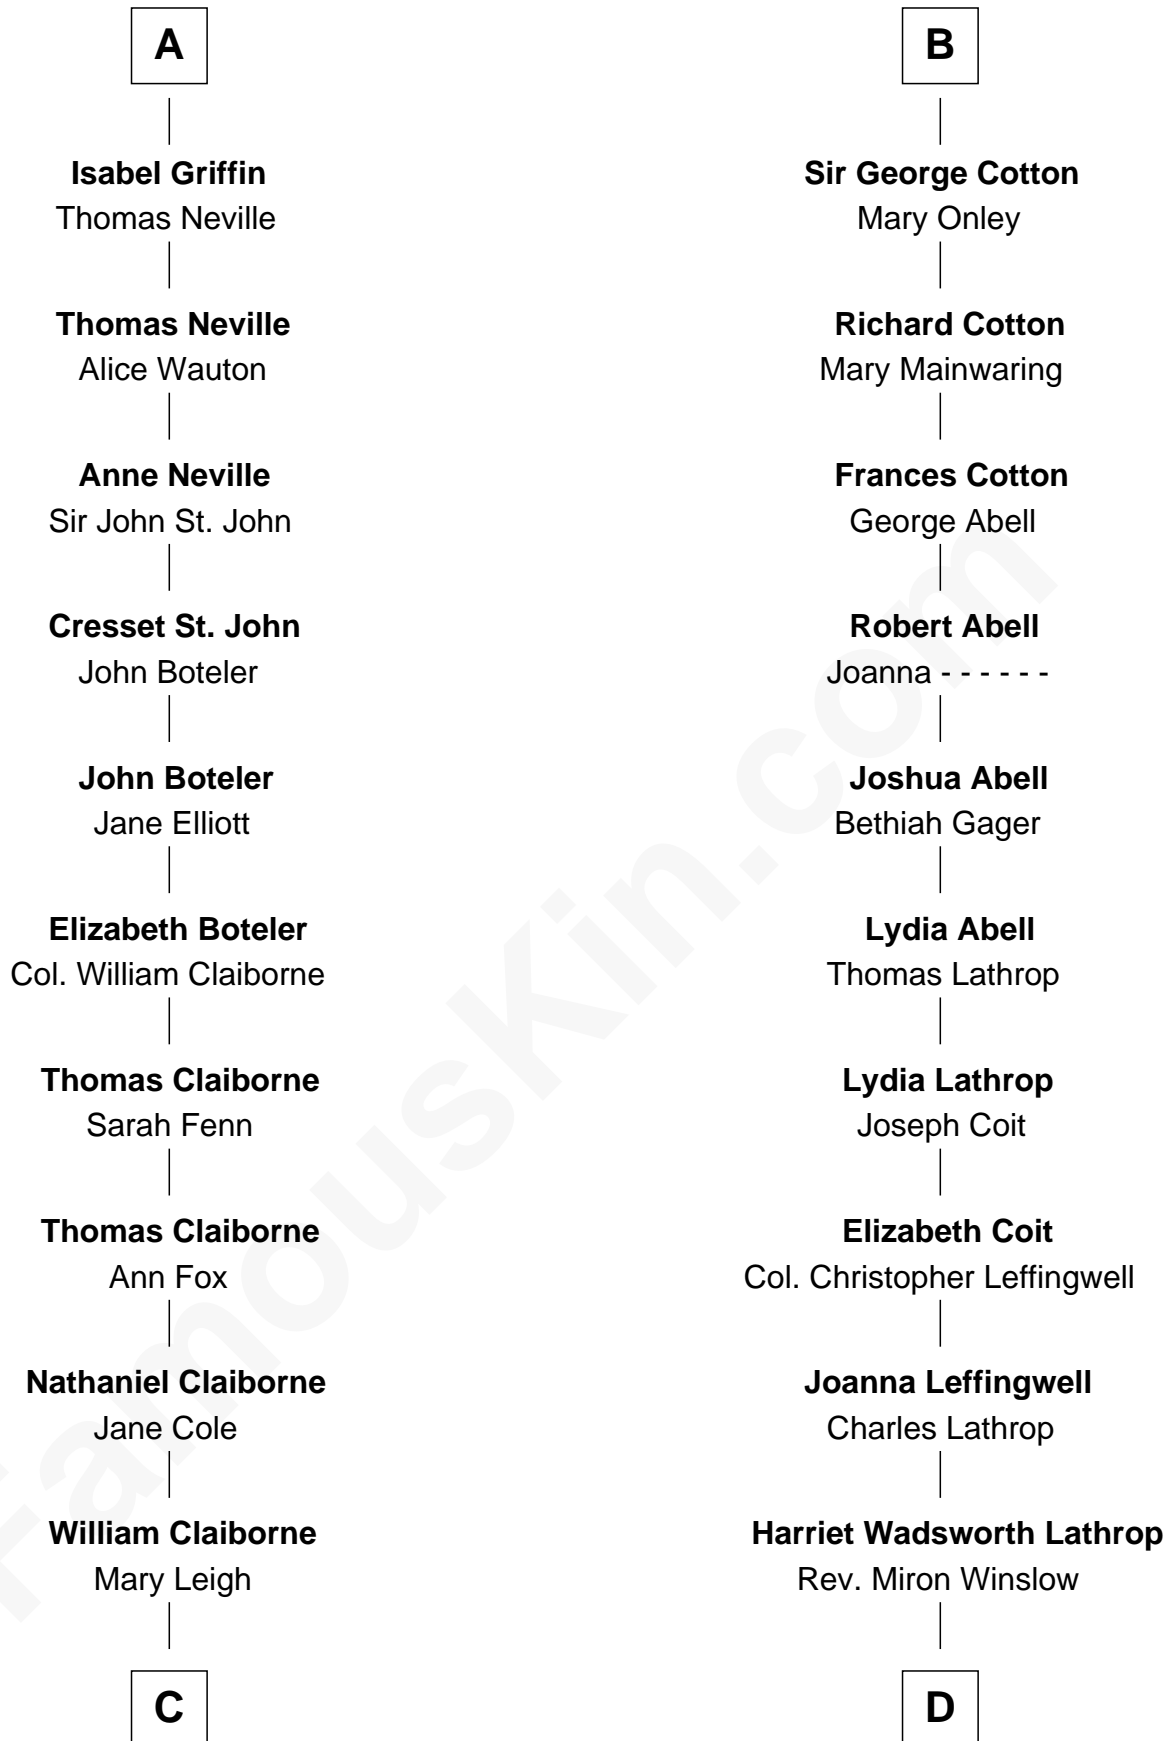 A
Isabel Griffin
Thomas Neville
Thomas Neville
Alice Wauton
Anne Neville
Sir John St. John
Cresset St. John
John Boteler
John Boteler
Jane Elliott
Elizabeth Boteler
Col. William Claiborne
Thomas Claiborne
Sarah Fenn
Thomas Claiborne
Ann Fox
Nathaniel Claiborne
Jane Cole
William Claiborne
Mary Leigh
C
B
Sir George Cotton
Mary Onley
Richard Cotton
Mary Mainwaring
Frances Cotton
George Abell
Robert Abell
Joanna - - - - - -
Joshua Abell
Bethiah Gager
Lydia Abell
Thomas Lathrop
Lydia Lathrop
Joseph Coit
Elizabeth Coit
Col. Christopher Leffingwell
Joanna Leffingwell
Charles Lathrop
Harriet Wadsworth Lathrop
Rev. Miron Winslow
D
FamousKin.com